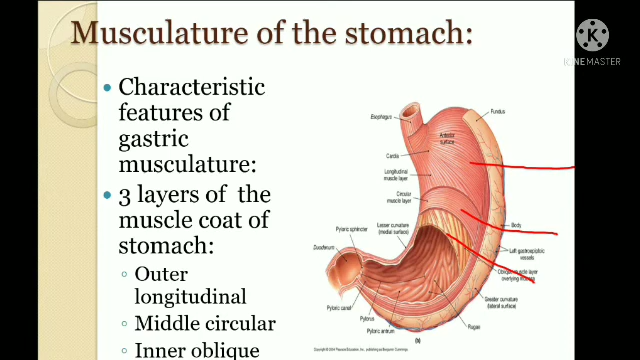 Musculature of the stomach:
K
KINEMASTER
• Characteristic
features of
gastric
musculature:
• 3 layers of the
muscle coat of
stomach:
○ Outer
longitudinal
○ Middle circular
○ Inner oblique
Esophagus
Fundus
Anterior
surface
Cardia
Longitudinal
muscle layer
Circular
muscle layer
Lesser curvature
(medial surface)
Pyloric sphincter
Duodenum
Body
Left gastroepiploic
vessels
Oblique muscle layer
overlying mucosa
Greater curvature
(lateral surface)
Rugae
Pyloric canal
Pylorus
Pyloric antrum
(b)